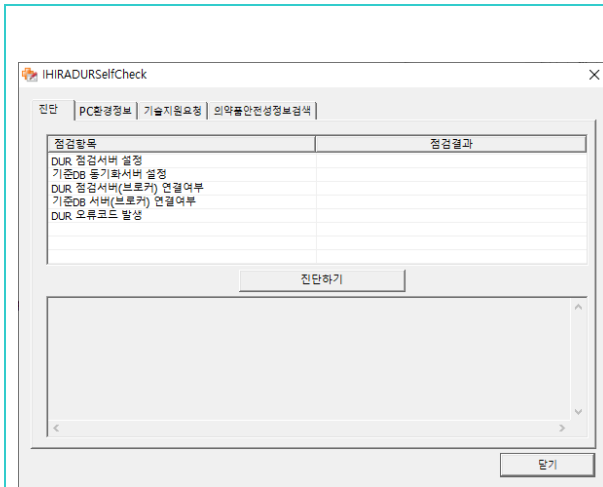 IHIRADURSelfCheck
진단 PC환경정보 기술지원요청 의약품안전성정보검색
점검항목 점검결과
DUR 점검서버 설정
기준DB 동기화서버 설정
DUR 점검서버(브로커) 연결여부
기준DB 서버(브로커) 연결여부
DUR 오류코드 발생
진단하기
닫기